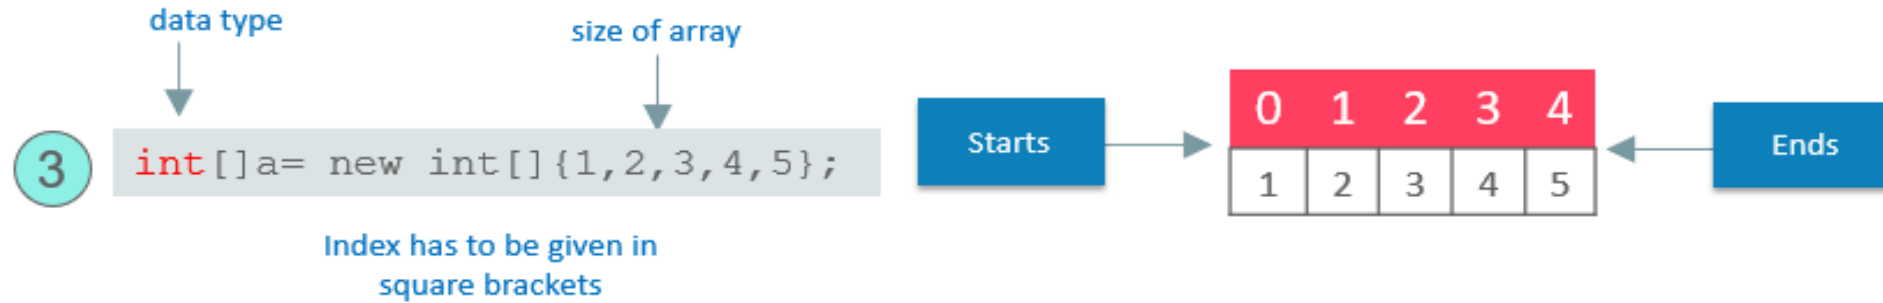 data type
size of array
3
int[]a= new int[]{1,2,3,4,5};
Index has to be given in
square brackets
Starts
0 1 2 3 4
1 2 3 4 5
Ends